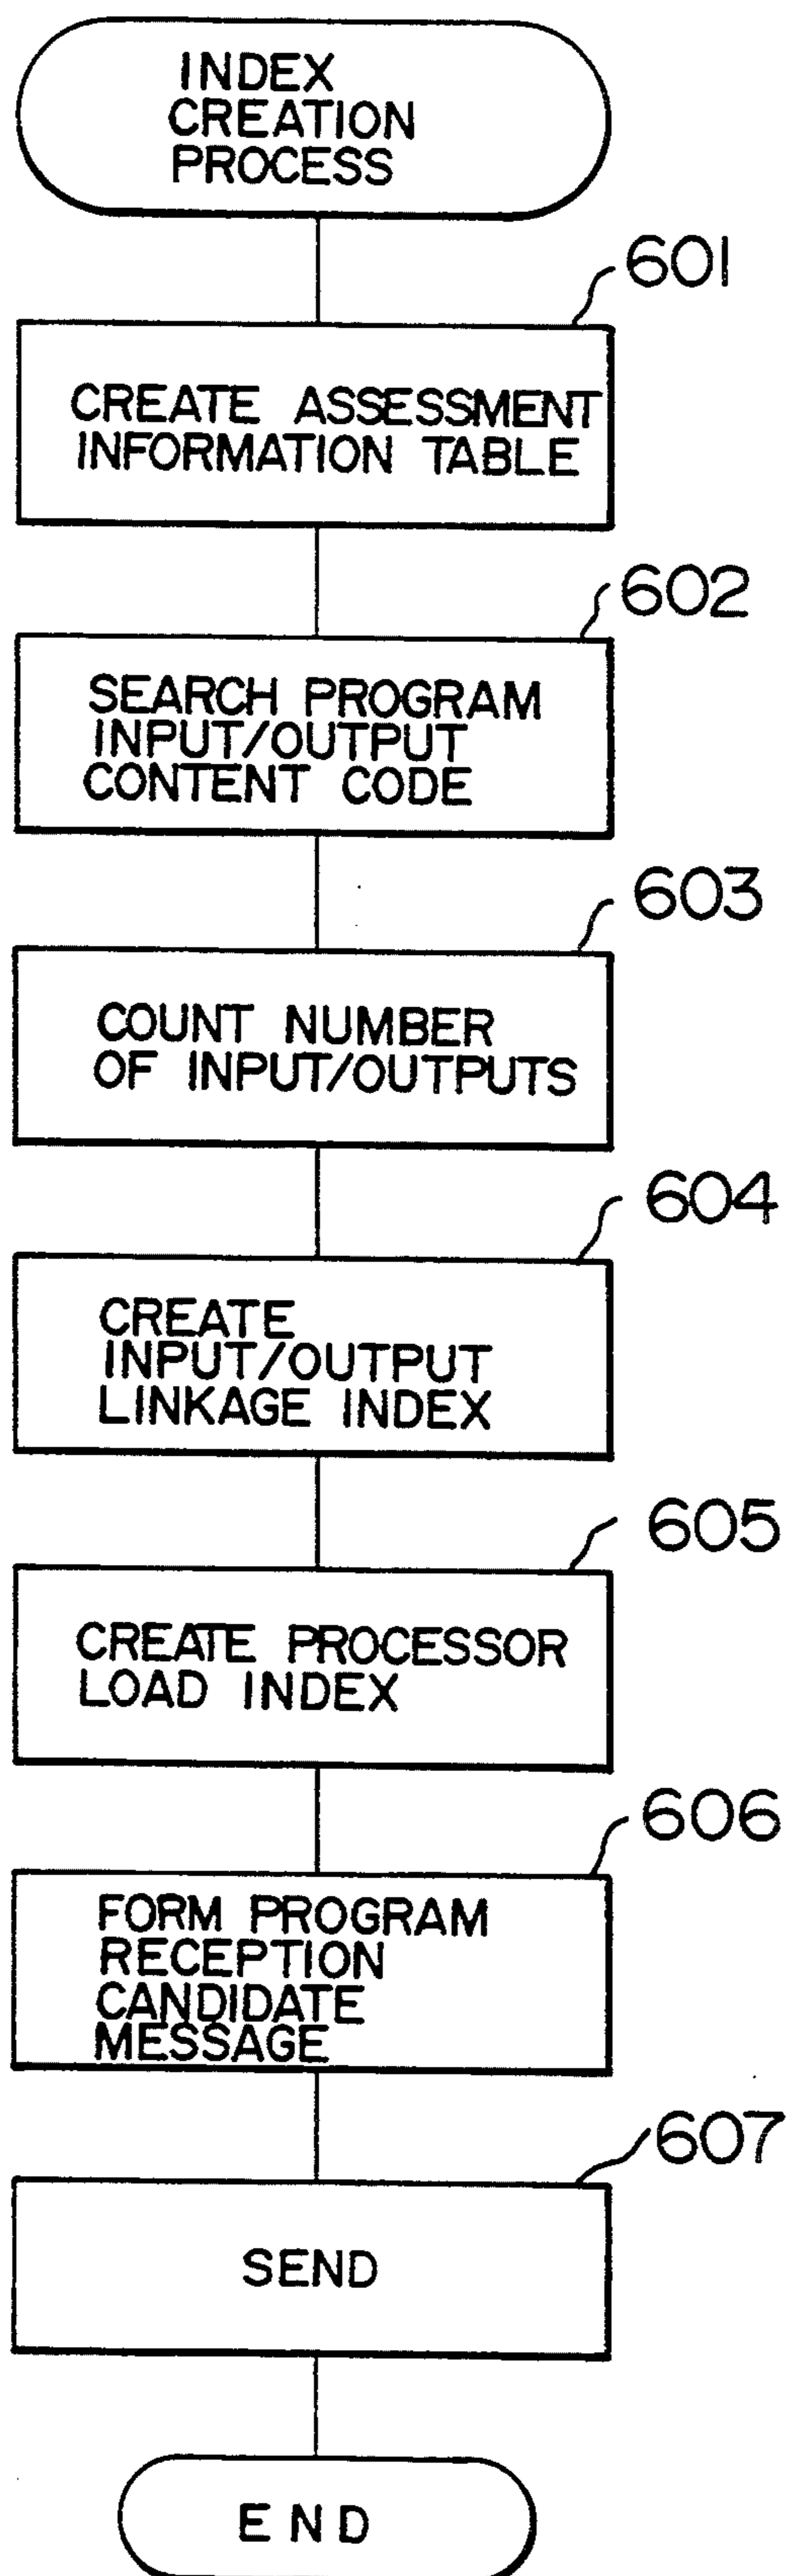 INDEX
CREATION
PROCESS
601
CREATE ASSESSMENT
INFORMATION TABLE
602
SEARCH PROGRAM
INPUT/OUTPUT
CONTENT CODE
603
COUNT NUMBER
OF INPUT/OUTPUTS
604
CREATE
INPUT/OUTPUT
LINKAGE INDEX
605
CREATE PROCESSOR
LOAD INDEX
606
FORM PROGRAM
RECEPTION
CANDIDATE
MESSAGE
607
SEND
END